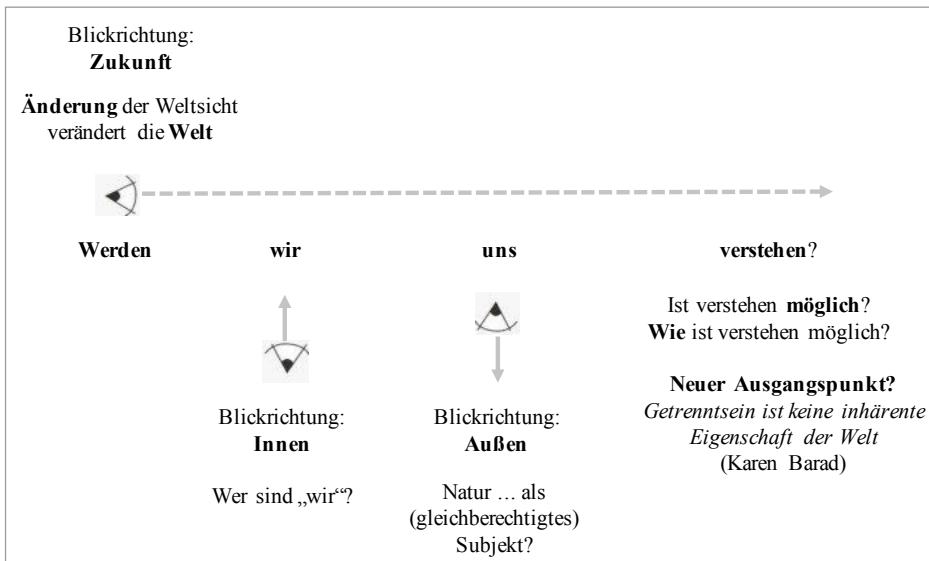 Blickrichtung:
Zukunft
Änderung der Weltsicht
verändert die Welt
Werden wir uns verstehen?
Blickrichtung:
Innen
Wer sind „wir“?
Blickrichtung:
Außen
Natur … als
(gleichberechtigtes)
Subjekt?
Ist verstehen möglich?
Wie ist verstehen möglich?
Neuer Ausgangspunkt?
Getrenntsein ist keine inhärente
Eigenschaft der Welt
(Karen Barad)